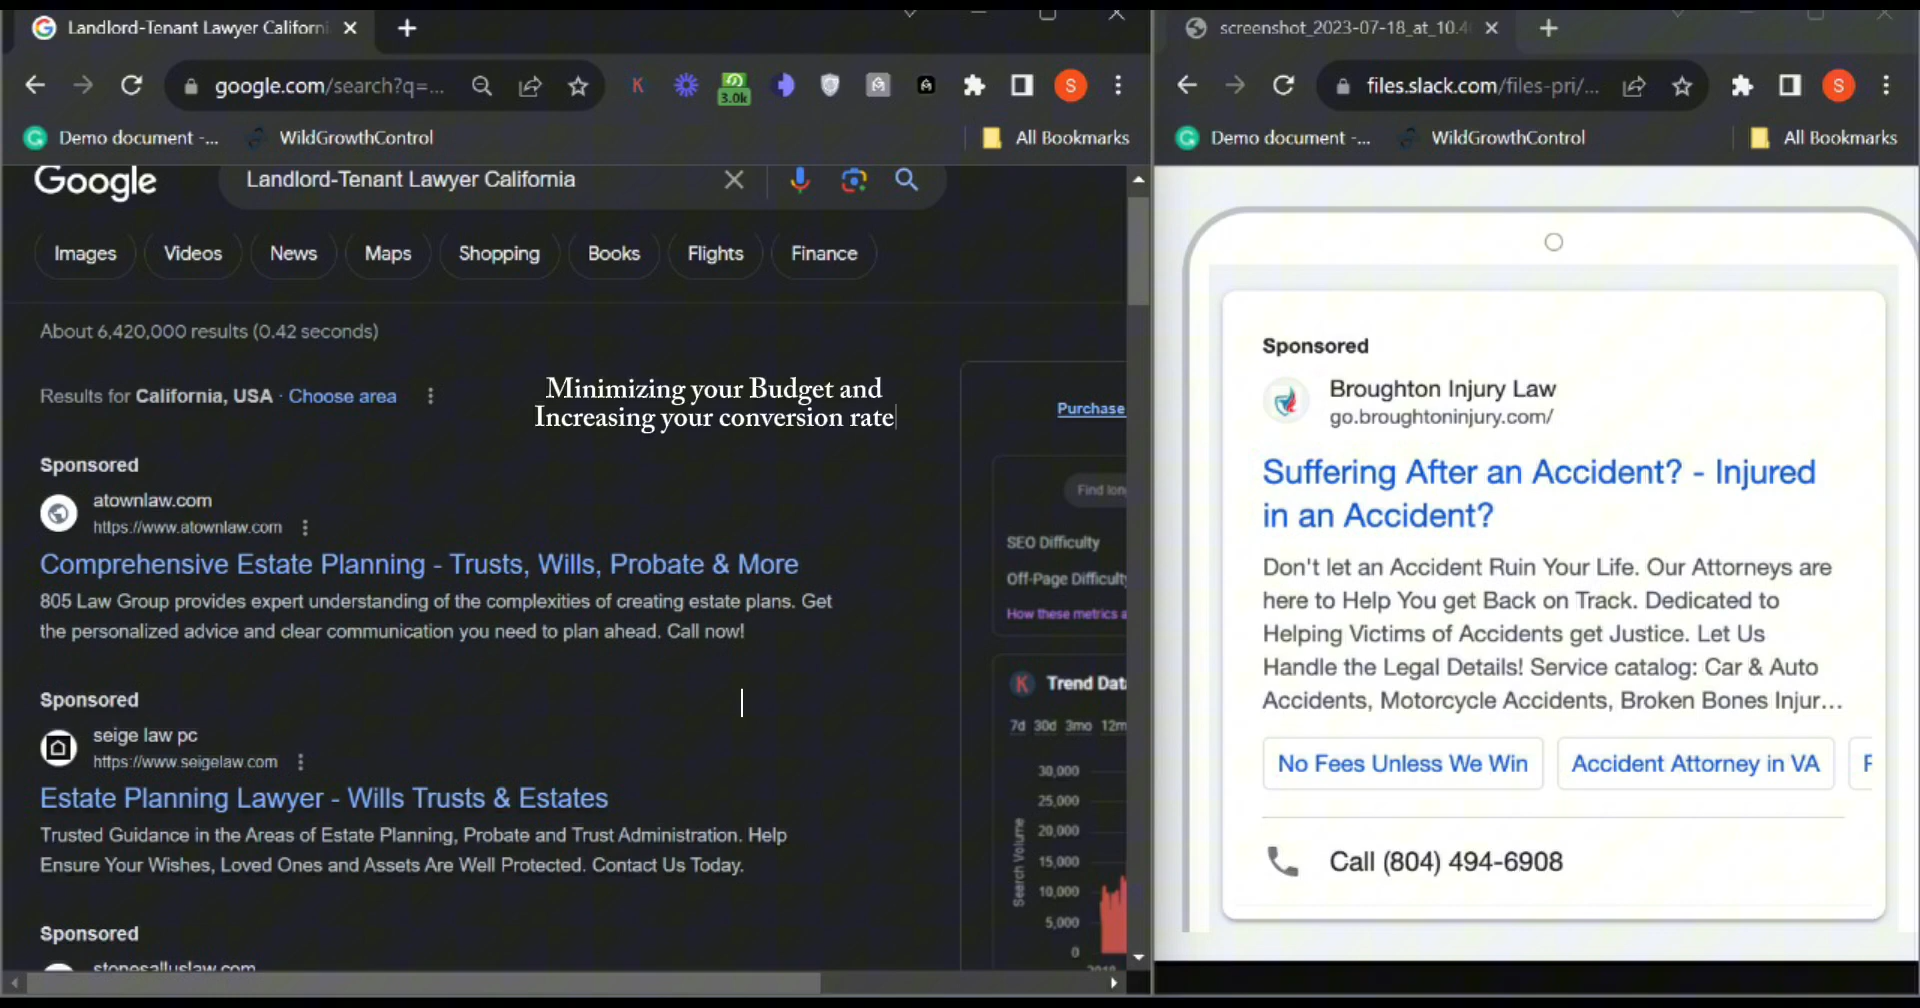 Landlord-Tenant Lawyer Californi
google.com/search?q=...
3.0k
K
S
Demo document -...
WildGrowthControl
All Bookmarks
Google
Landlord-Tenant Lawyer California
Images
Videos
News
Maps
Shopping
Books
Flights
Finance
About 6,420,000 results (0.42 seconds)
Results for California, USA · Choose area
Minimizing your Budget and
Increasing your conversion rate
Purchase
Find lon
SEO Difficulty
Off-Page Difficulty
How these metrics a
K Trend Dat
7d 30d 3mo 12m
Search Volume
30,000
25,000
20,000
15,000
10,000
5,000
0
Sponsored
atownlaw.com
https://www.atownlaw.com
Comprehensive Estate Planning - Trusts, Wills, Probate & More
805 Law Group provides expert understanding of the complexities of creating estate plans. Get
the personalized advice and clear communication you need to plan ahead. Call now!
Sponsored
seige law pc
https://www.seigelaw.com
Estate Planning Lawyer - Wills Trusts & Estates
Trusted Guidance in the Areas of Estate Planning, Probate and Trust Administration. Help
Ensure Your Wishes, Loved Ones and Assets Are Well Protected. Contact Us Today.
Sponsored
stonesalluslaw.com
screenshot_2023-07-18_at_10.4
files.slack.com/files-pri/...
S
Demo document -...
WildGrowthControl
All Bookmarks
Sponsored
Broughton Injury Law
go.broughtoninjury.com/
Suffering After an Accident? - Injured
in an Accident?
Don't let an Accident Ruin Your Life. Our Attorneys are
here to Help You get Back on Track. Dedicated to
Helping Victims of Accidents get Justice. Let Us
Handle the Legal Details! Service catalog: Car & Auto
Accidents, Motorcycle Accidents, Broken Bones Injur...
No Fees Unless We Win
Accident Attorney in VA
F
Call (804) 494-6908